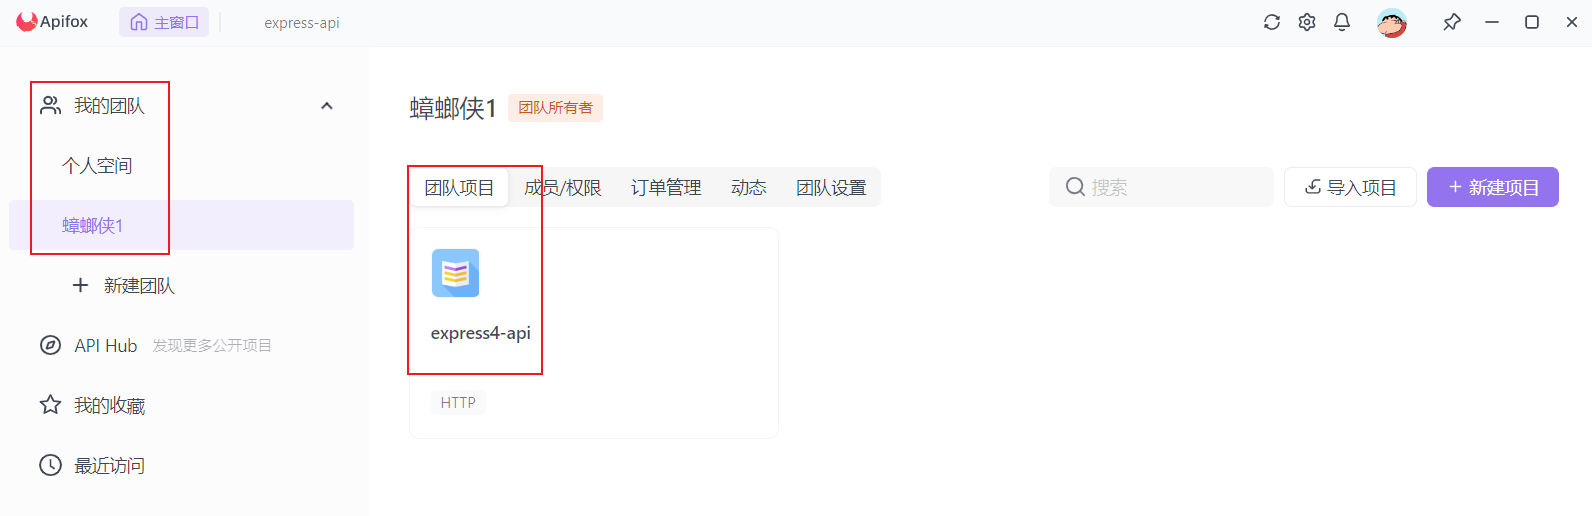 Apifox 主窗口 express-api
我的团队
个人空间
蟑螂侠1
新建团队
API Hub 发现更多公开项目
我的收藏
最近访问
蟑螂侠1 团队所有者
团队项目 成员/权限 订单管理 动态 团队设置 搜索 导入项目 + 新建项目
express4-api
HTTP